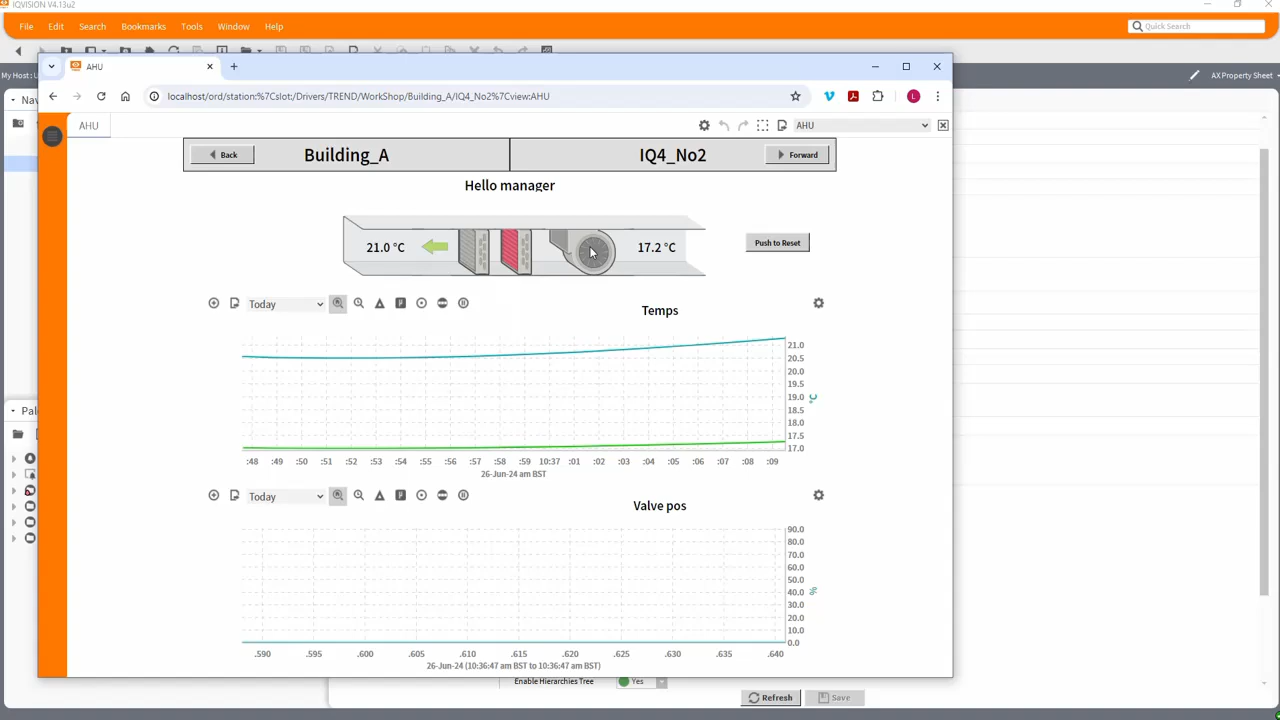 IQVISION V4.13u2
File Edit Search Bookmarks Tools Window Help
Quick Search
My Host : U
AX Property Sheet
Nav
AHU
localhost/ord/station:%7Cslot:/Drivers/TREND/WorkShop/Building_A/IQ4_No2%7Cview:AHU
L
AHU
AHU
Back
Building_A
IQ4_No2
Forward
Hello manager
21.0 °C
17.2 °C
Push to Reset
Today
Temps
21.0
20.5
20.0
19.5
19.0
°C
18.5
18.0
17.5
17.0
:48 :49 :50 :51 :52 :53 :54 :55 :56 :57 :58 :59 10:37 :01 :02 :03 :04 :05 :06 :07 :08 :09
26-Jun-24 am BST
Pale
Today
Valve pos
90.0
80.0
70.0
60.0
50.0
40.0
%
30.0
20.0
10.0
0.0
.590 .595 .600 .605 .610 .615 .620 .625 .630 .635 .640
26-Jun-24 (10:36:47 am BST to 10:36:47 am BST)
Enable Hierarchies Tree
Yes
Refresh
Save